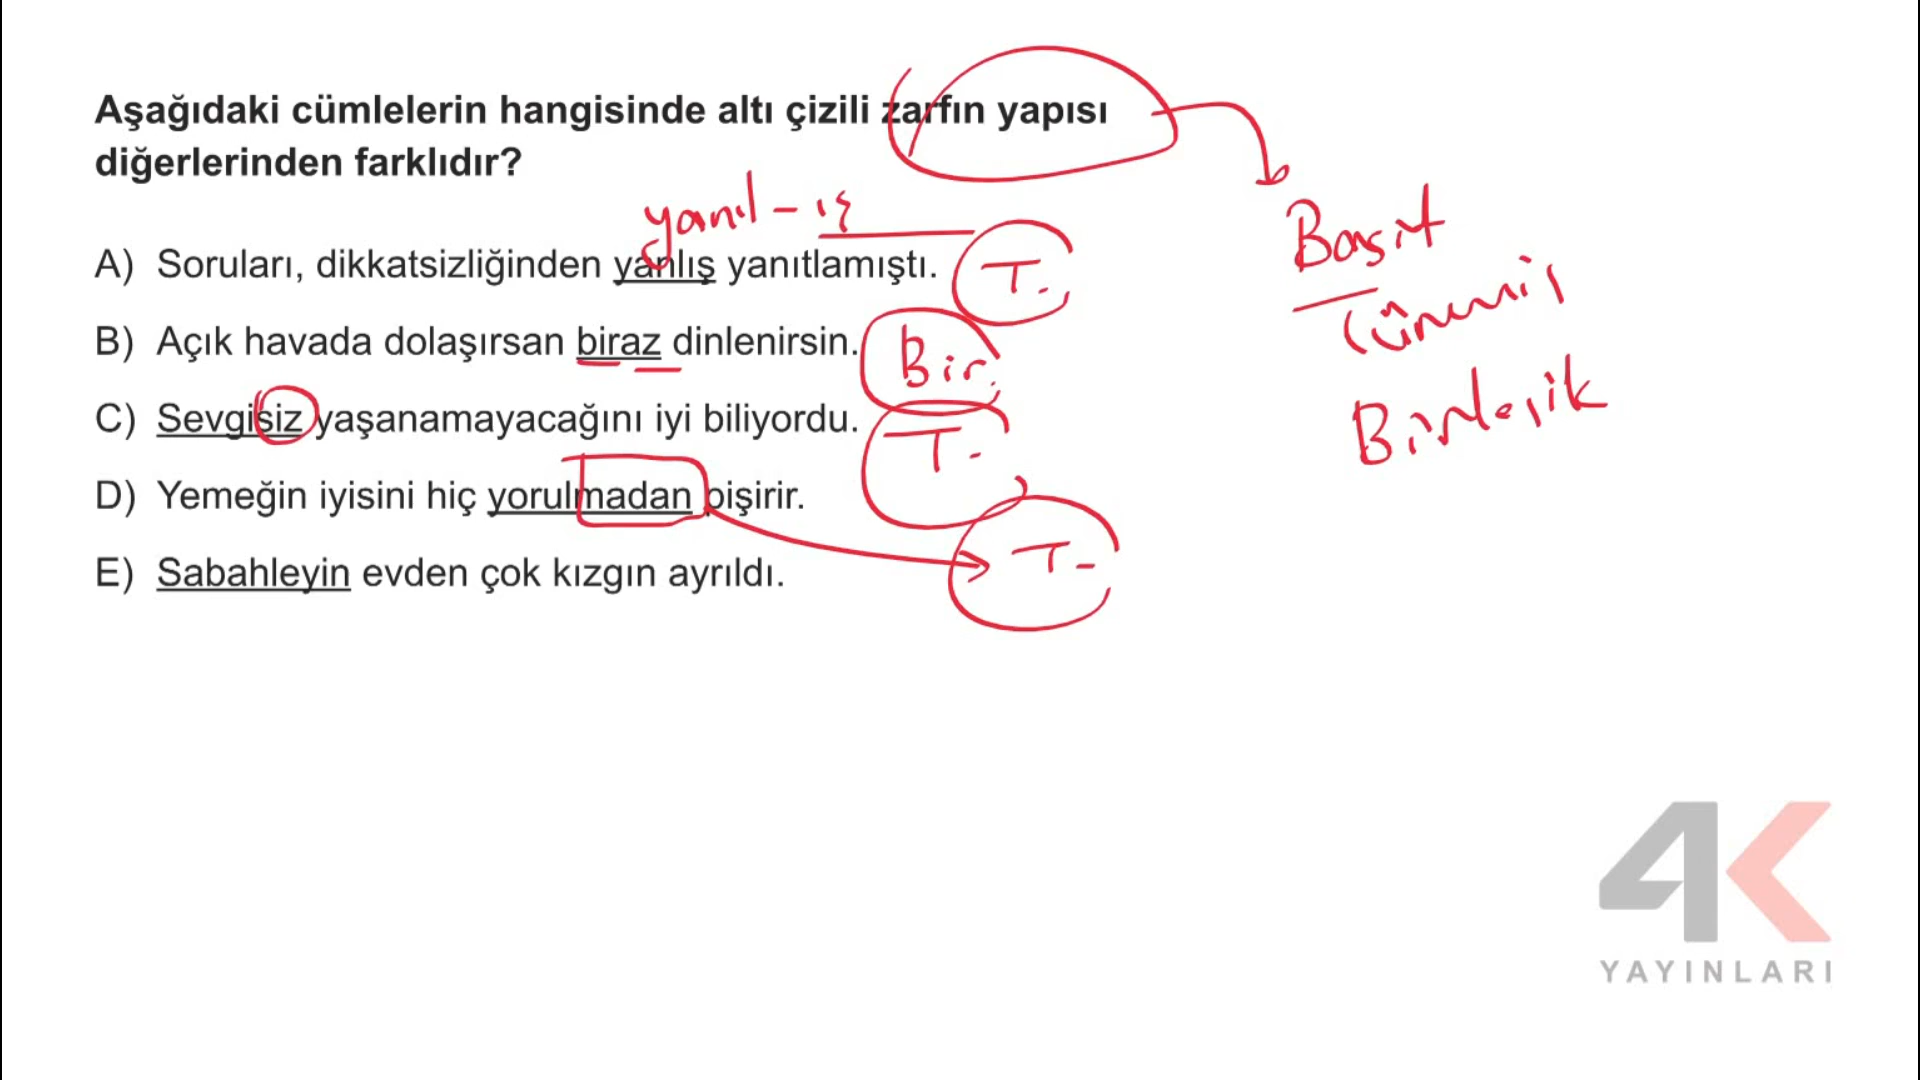 Aşağıdaki cümlelerin hangisinde altı çizili zarfın yapısı
diğerlerinden farklıdır?
yanıl - ış
A) Soruları, dikkatsizliğinden yanlış yanıtlamıştı.
T.
B) Açık havada dolaşırsan biraz dinlenirsin.
Bir.
C) Sevgisiz yaşanamayacağını iyi biliyordu.
T.
D) Yemeğin iyisini hiç yorulmadan pişirir.
T.
E) Sabahleyin evden çok kızgın ayrıldı.
Basit
Türemiş
Birleşik
4K
YAYINLARI